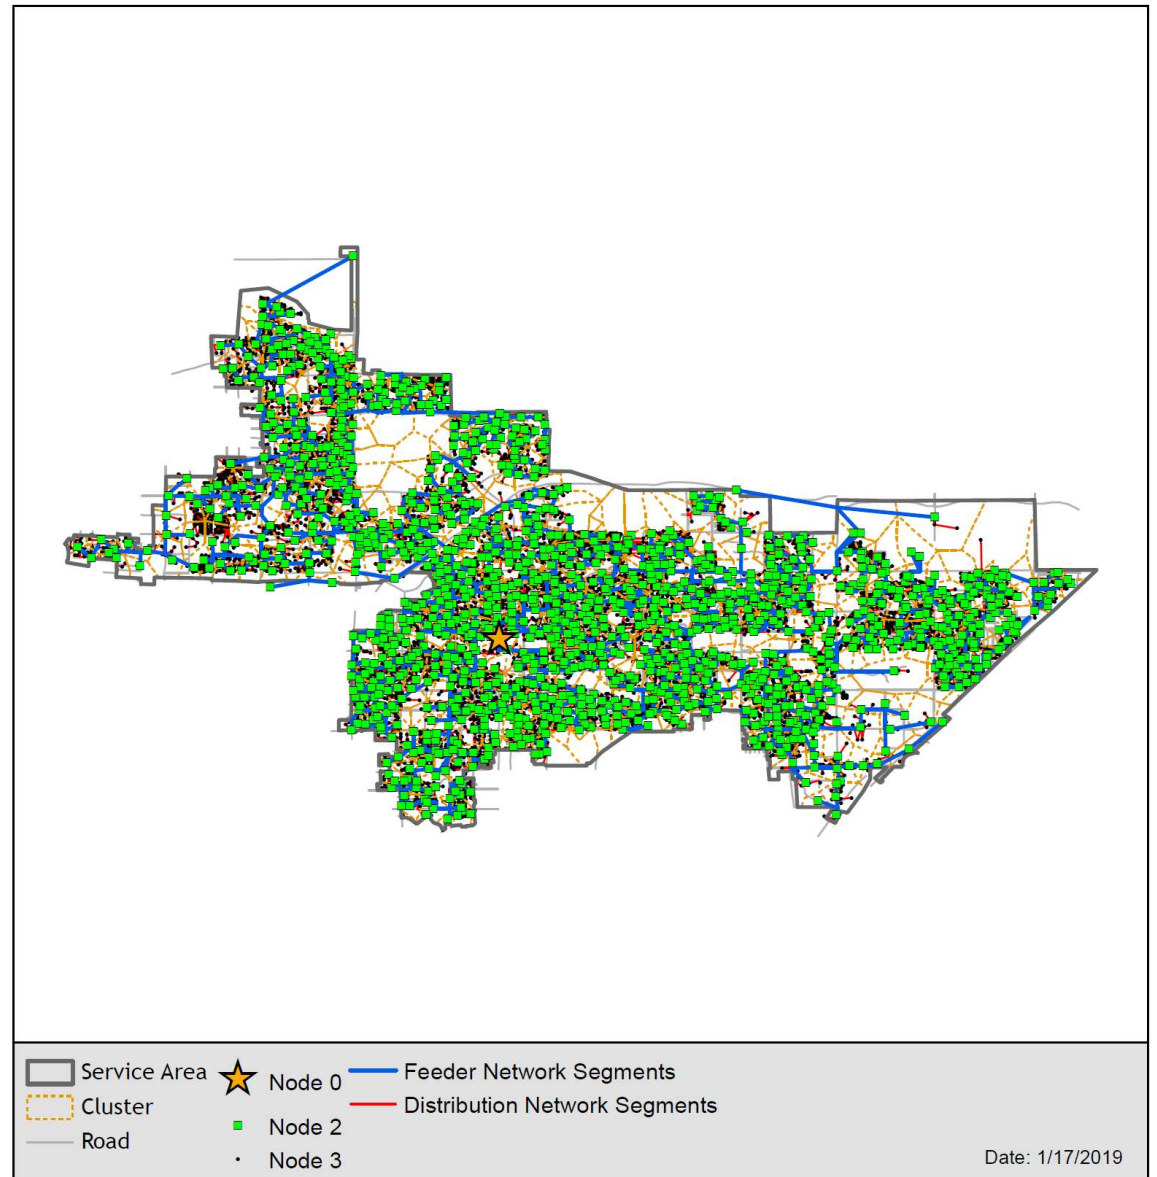 Service Area
Cluster
Road
Node 0
Node 2
Node 3
Feeder Network Segments
Distribution Network Segments
Date: 1/17/2019